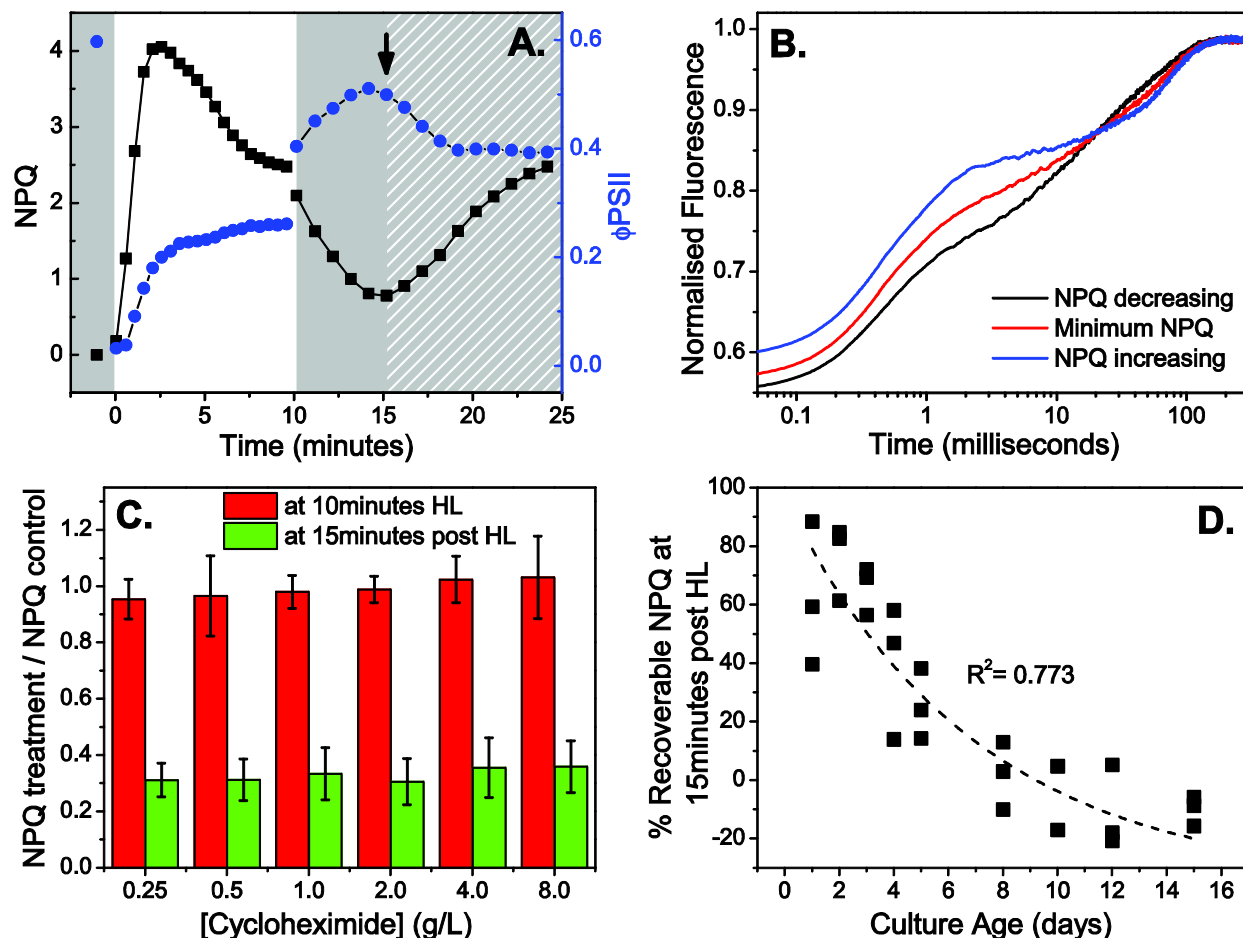 A.
4
3
2
1
0
NPQ
0.6
0.4
0.2
0.0
ϕPSII
0 5 10 15 20 25
Time (minutes)
B.
1.0
0.9
0.8
0.7
0.6
Normalised Fluorescence
NPQ decreasing
Minimum NPQ
NPQ increasing
0.1 1 10 100
Time (milliseconds)
C.
at 10minutes HL
at 15minutes post HL
1.2
1.0
0.8
0.6
0.4
0.2
0.0
NPQ treatment / NPQ control
0.25 0.5 1.0 2.0 4.0 8.0
[Cycloheximide] (g/L)
D.
100
80
60
40
20
0
-20
% Recoverable NPQ at
15minutes post HL
R²= 0.773
0 2 4 6 8 10 12 14 16
Culture Age (days)